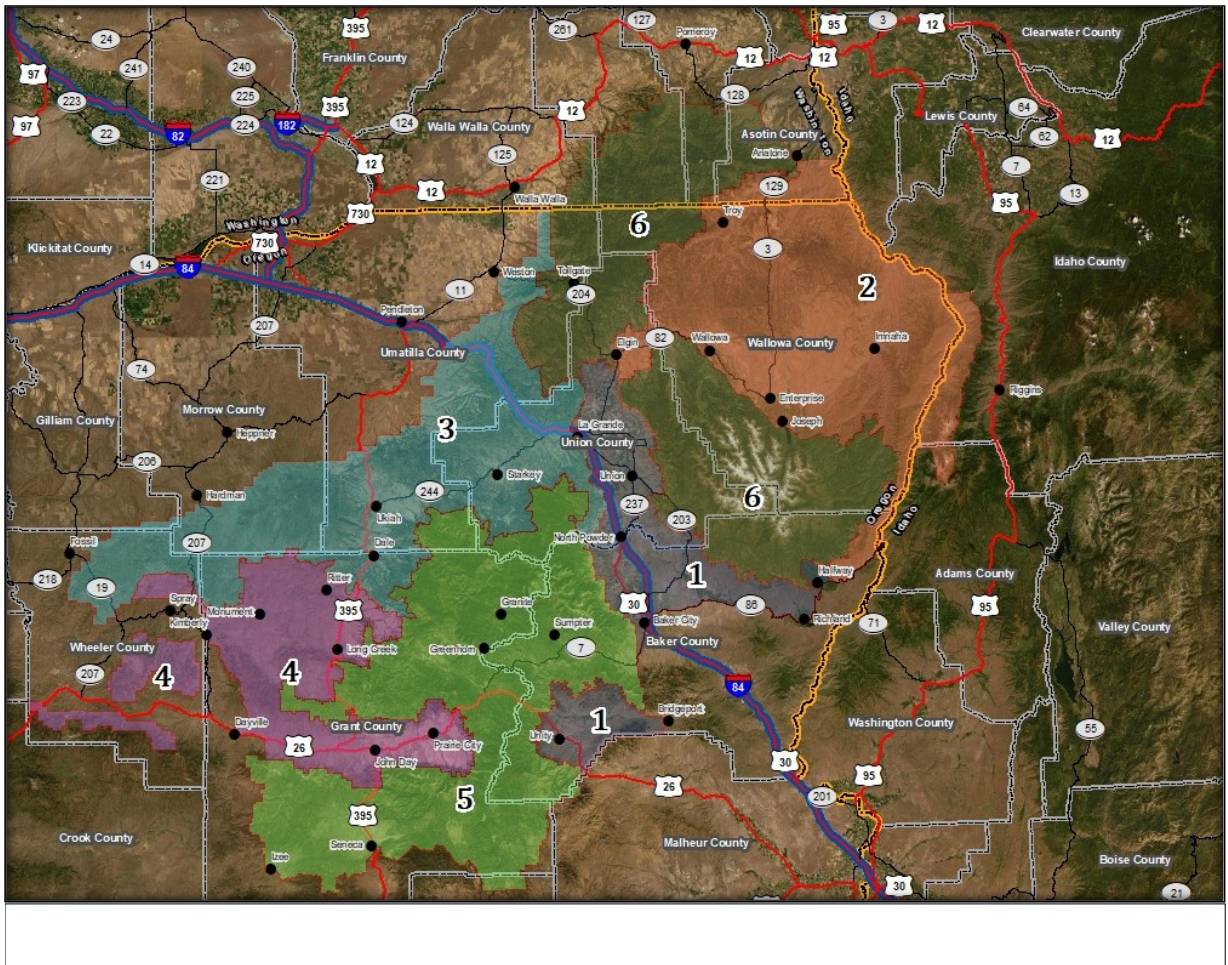 395
127
3
95
12
24
261
Pomeroy
Clearwater County
97
241
240
Franklin County
12
12
223
225
395
128
Washington
Idaho
64
97
22
82
224
182
124
12
Walla Walla County
Asotin County
Lewis County
62
12
125
Anatone
7
221
12
12
Walla Walla
129
95
13
Washington
730
Troy
6
Klickitat County
730
Oregon
3
14
84
Weston
Tollgate
Idaho County
11
204
2
207
Pendleton
82
Elgin
Wallowa
Wallowa County
Imnaha
Umatilla County
74
Riggins
Gilliam County
Morrow County
Enterprise
Heppner
3
La Grande
Joseph
Union County
206
Starkey
Union
6
Hardman
244
237
Oregon
Idaho
Ukiah
203
Fossil
207
Dale
North Powder
218
19
Ritter
1
Halfway
Adams County
Spray
Monument
395
Granite
30
86
95
Kimberly
Sumpter
Baker City
Richland
71
Valley County
Wheeler County
Long Creek
Greenhorn
7
Baker County
207
4
4
84
Dayville
Grant County
1
Bridgeport
Washington County
55
26
Prairie City
Unity
John Day
30
95
26
5
201
395
Crook County
Seneca
Malheur County
Izee
Boise County
30
21